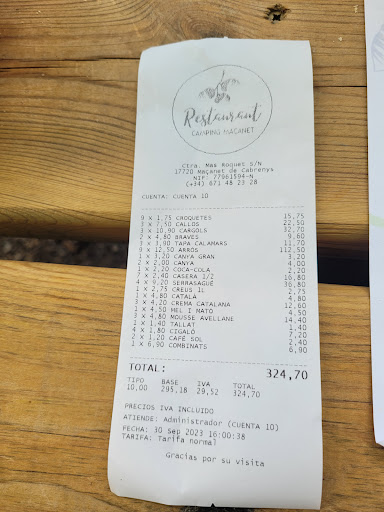 Restaurant
CAMPING MAÇANET
Ctra. Mas Roquet s/N
17720 Maçanet de Cabrenys
NIF: 77961594-N
(+34) 671 48 23 28
CUENTA: CUENTA 10
9 x 1,75 CROQUETES 15,75
3 x 7,50 CALLOS 22,50
3 x 10,90 CARGOLS 32,70
2 x 4,80 BRAVES 9,60
3 x 3,90 TAPA CALAMARS 11,70
9 x 12,50 ARROS 112,50
1 x 3,20 CANYA GRAN 3,20
2 x 2,00 CANYA 4,00
1 x 2,20 COCA-COLA 2,20
7 x 2,40 CASERA 1/2 16,80
4 x 9,20 SERRASAGUE 36,80
1 x 2,75 CREUS 1L 2,75
1 x 4,80 CATALA 4,80
3 x 4,20 CREMA CATALANA 12,60
1 x 4,50 MEL I MATO 4,50
3 x 4,80 MOUSSE AVELLANE 14,40
1 x 1,40 TALLAT 1,40
4 x 1,80 CIGALÓ 7,20
2 x 1,20 CAFÉ SOL 2,40
1 x 6,90 COMBINATS 6,90
TOTAL: 324,70
TIPO BASE IVA TOTAL
10,00 295,18 29,52 324,70
PRECIOS IVA INCLUIDO
ATIENDE: Administrador (CUENTA 10)
FECHA: 30 Sep 2023 16:00:38
TARIFA: Tarifa normal
Gracias por su visita